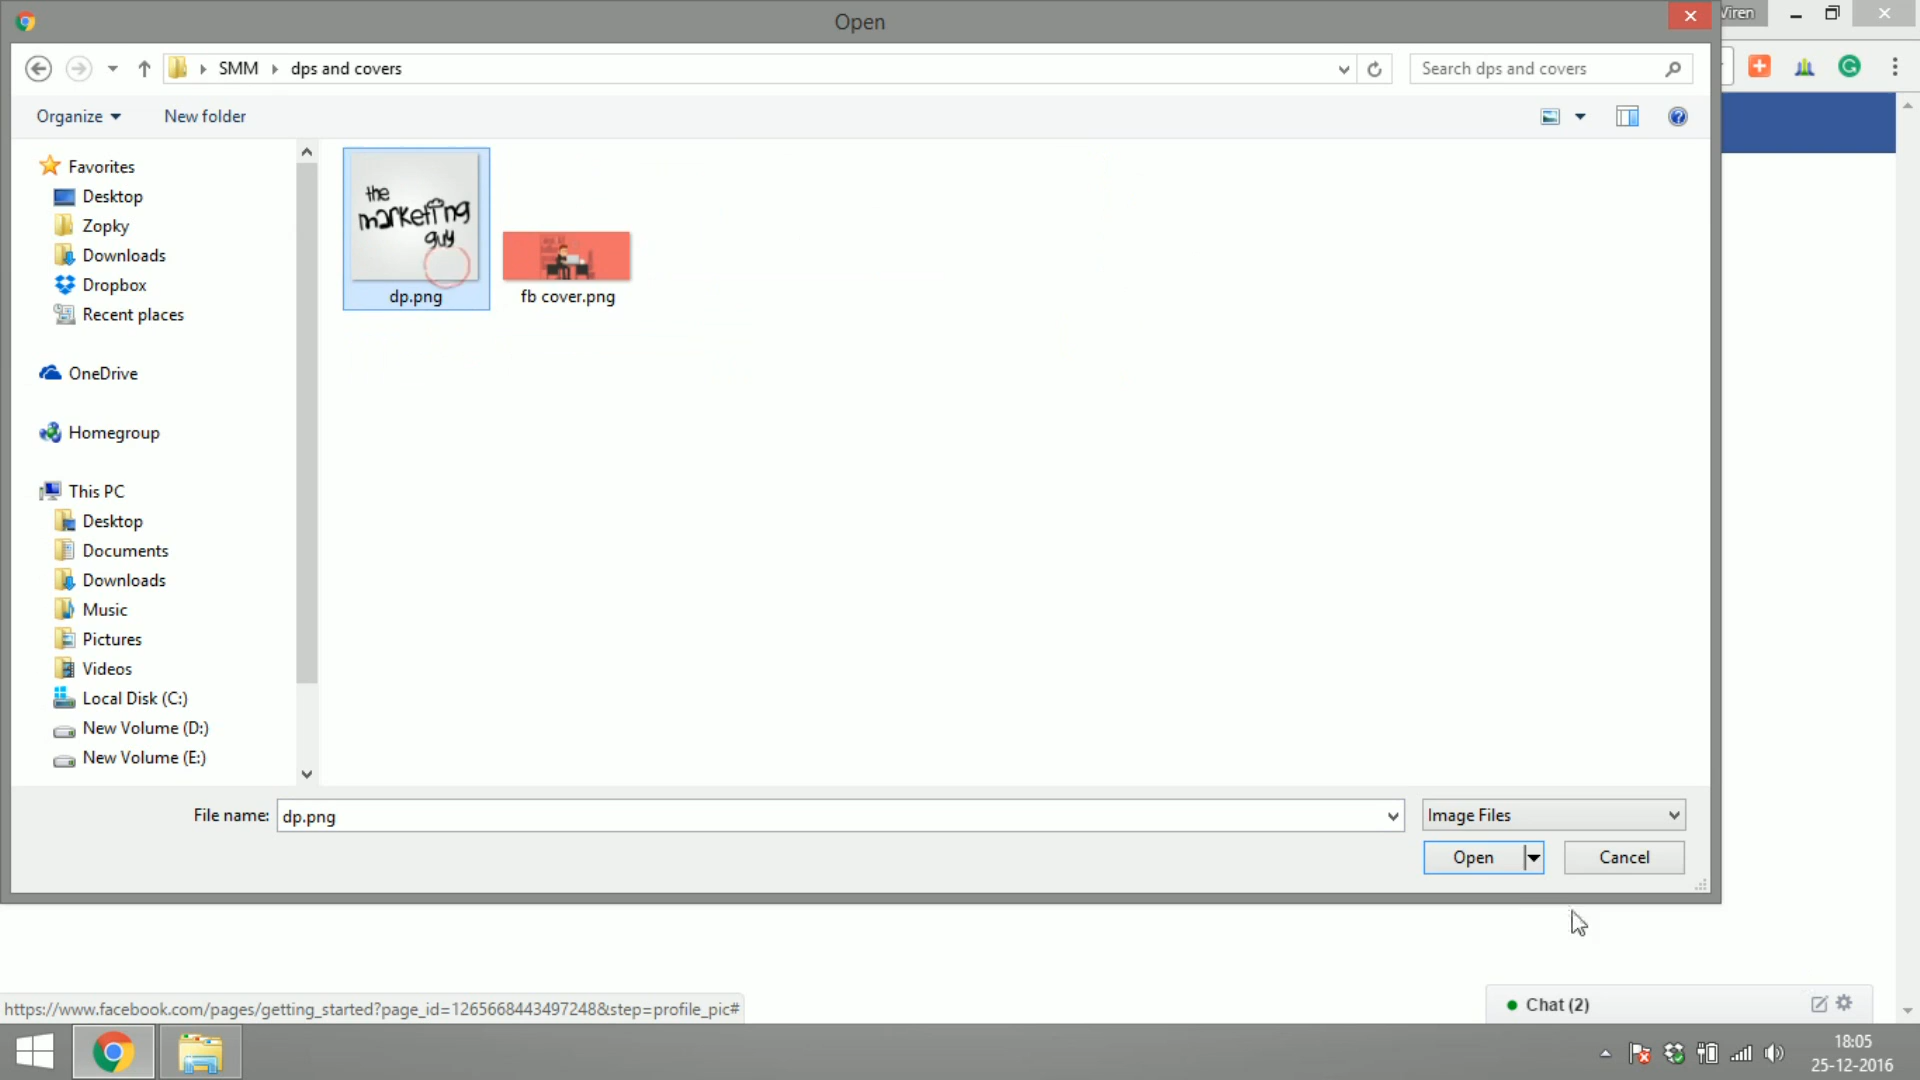 Open
Viren
SMM
dps and covers
Search dps and covers
Organize
New folder
Favorites
Desktop
Zopky
Downloads
Dropbox
Recent places
OneDrive
Homegroup
This PC
Desktop
Documents
Downloads
Music
Pictures
Videos
Local Disk (C:)
New Volume (D:)
New Volume (E:)
the
marketing
guy
dp.png
fb cover.png
File name:
dp.png
Image Files
Open
Cancel
https://www.facebook.com/pages/getting_started?page_id=1265668443497248&step=profile_pic#
Chat (2)
18:05
25-12-2016